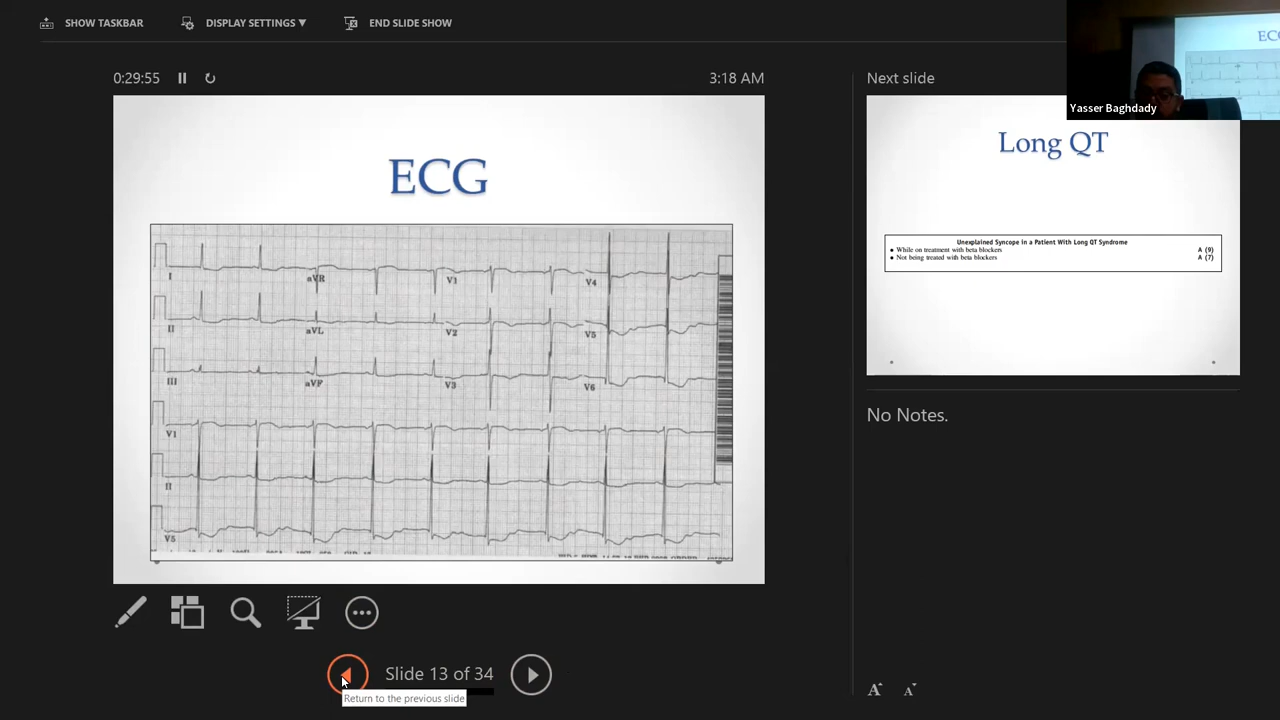 SHOW TASKBAR
DISPLAY SETTINGS ▼
END SLIDE SHOW
0:29:55
3:18 AM
ECG
I
aVR
V1
V4
II
aVL
V2
V5
III
aVF
V3
V6
V1
II
V5
Slide 13 of 34
Return to the previous slide
Next slide
Yasser Baghdady
Long QT
Unexplained Syncope in a Patient With Long QT Syndrome
• While on treatment with beta blockers A (9)
• Not being treated with beta blockers A (7)
No Notes.
A A